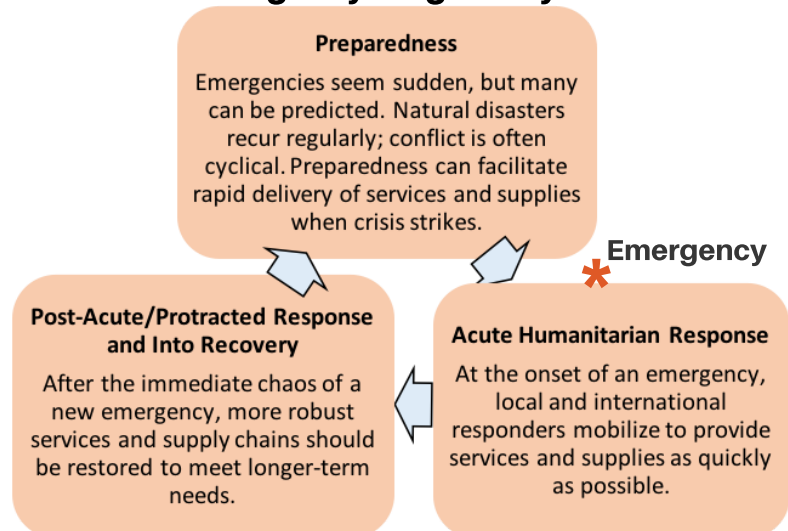 Preparedness
Emergencies seem sudden, but many
can be predicted. Natural disasters
recur regularly; conflict is often
cyclical. Preparedness can facilitate
rapid delivery of services and supplies
when crisis strikes.
Emergency
*
Acute Humanitarian Response
At the onset of an emergency,
local and international
responders mobilize to provide
services and supplies as quickly
as possible.
Post-Acute/Protracted Response
and Into Recovery
After the immediate chaos of a
new emergency, more robust
services and supply chains should
be restored to meet longer-term
needs.